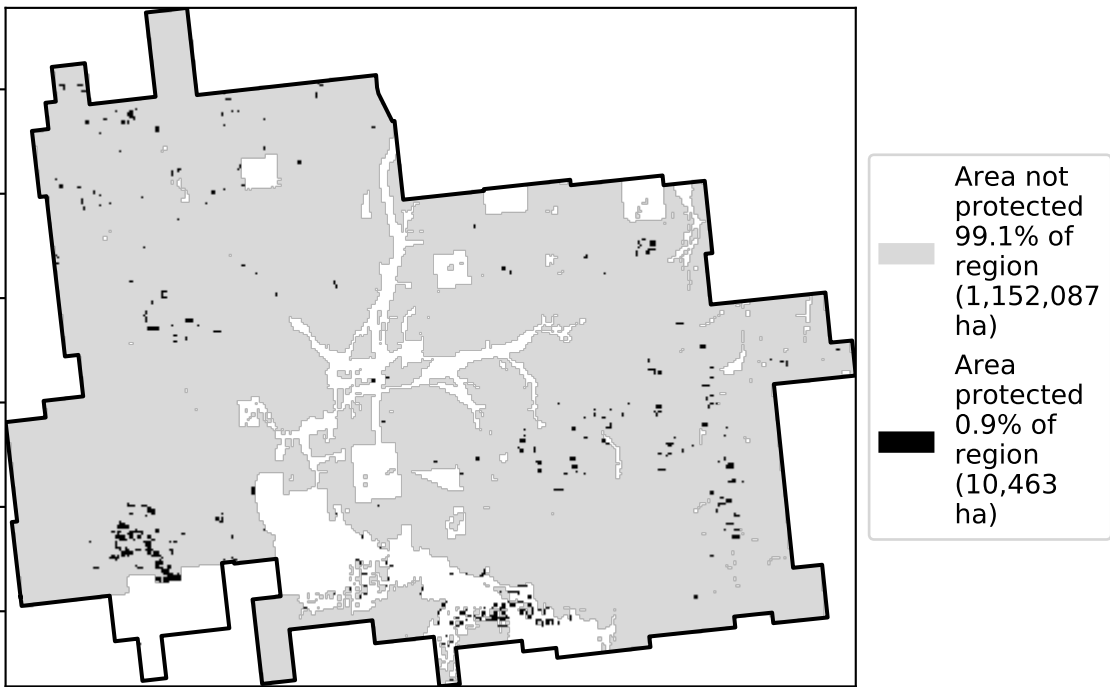 Area not
protected
99.1% of
region
(1,152,087
ha)
Area
protected
0.9% of
region
(10,463
ha)